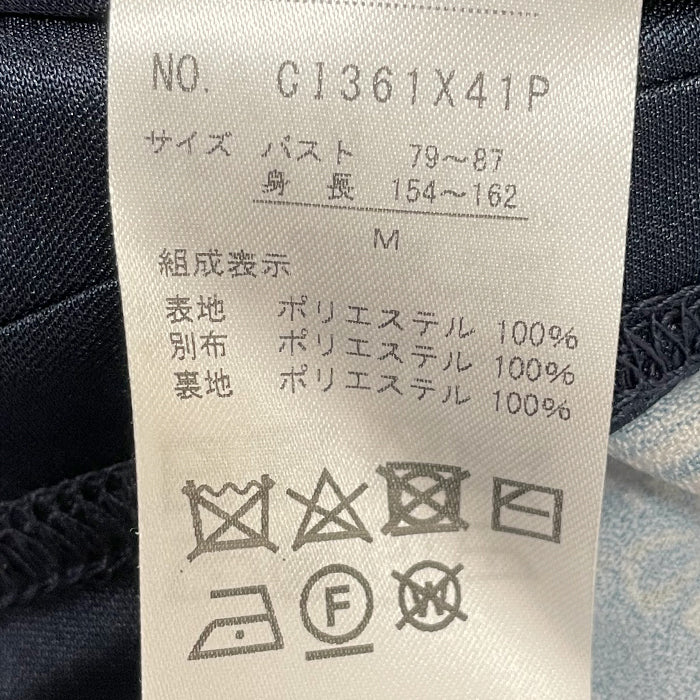 NO. CI361X41P
サイズ バスト 79～87
身 長 154～162
M
組成表示
表地 ポリエステル 100%
別布 ポリエステル 100%
裏地 ポリエステル 100%
F
W